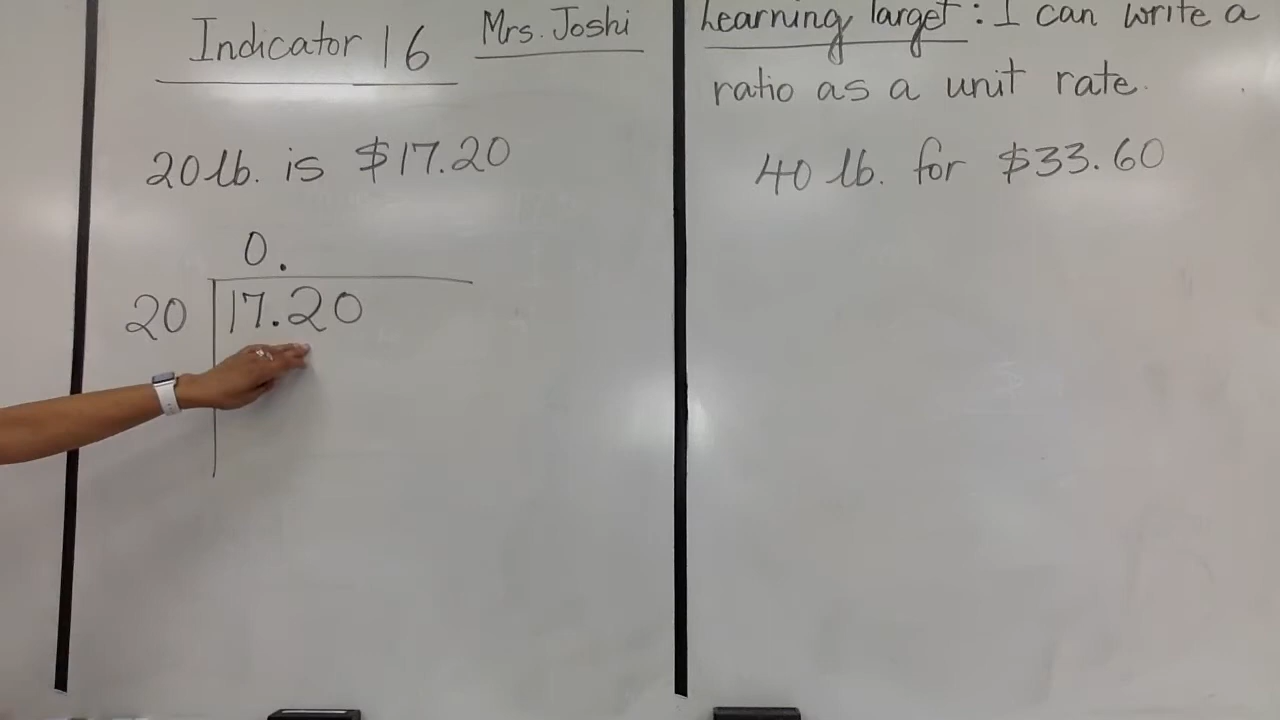 Indicator 16
Mrs. Joshi
20 lb. is $17.20
0.
20 17.20
Learning Target: I can write a
ratio as a unit rate.
40 lb. for $33.60